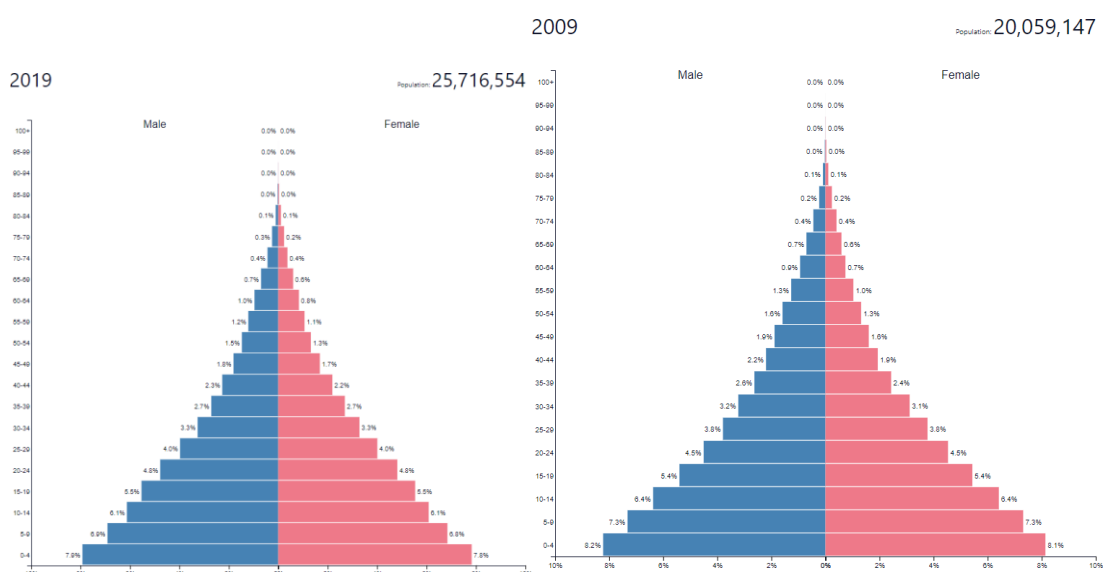 2019
Population: 25,716,554
Male Female
100+ 0.0% 0.0%
95-99 0.0% 0.0%
90-94 0.0% 0.0%
85-89 0.0% 0.0%
80-84 0.1% 0.1%
75-79 0.3% 0.2%
70-74 0.4% 0.4%
65-69 0.7% 0.6%
60-64 1.0% 0.8%
55-59 1.2% 1.1%
50-54 1.5% 1.3%
45-49 1.8% 1.7%
40-44 2.3% 2.2%
35-39 2.7% 2.7%
30-34 3.3% 3.3%
25-29 4.0% 4.0%
20-24 4.8% 4.8%
15-19 5.5% 5.5%
10-14 6.1% 6.1%
5-9 6.9% 6.8%
0-4 7.9% 7.8%
2009
Population: 20,059,147
Male Female
100+ 0.0% 0.0%
95-99 0.0% 0.0%
90-94 0.0% 0.0%
85-89 0.0% 0.0%
80-84 0.1% 0.1%
75-79 0.2% 0.2%
70-74 0.4% 0.4%
65-69 0.7% 0.6%
60-64 0.9% 0.7%
55-59 1.3% 1.0%
50-54 1.6% 1.3%
45-49 1.9% 1.6%
40-44 2.2% 1.9%
35-39 2.6% 2.4%
30-34 3.2% 3.1%
25-29 3.8% 3.8%
20-24 4.5% 4.5%
15-19 5.4% 5.4%
10-14 6.4% 6.4%
5-9 7.3% 7.3%
0-4 8.2% 8.1%
10% 8% 6% 4% 2% 0% 2% 4% 6% 8% 10%